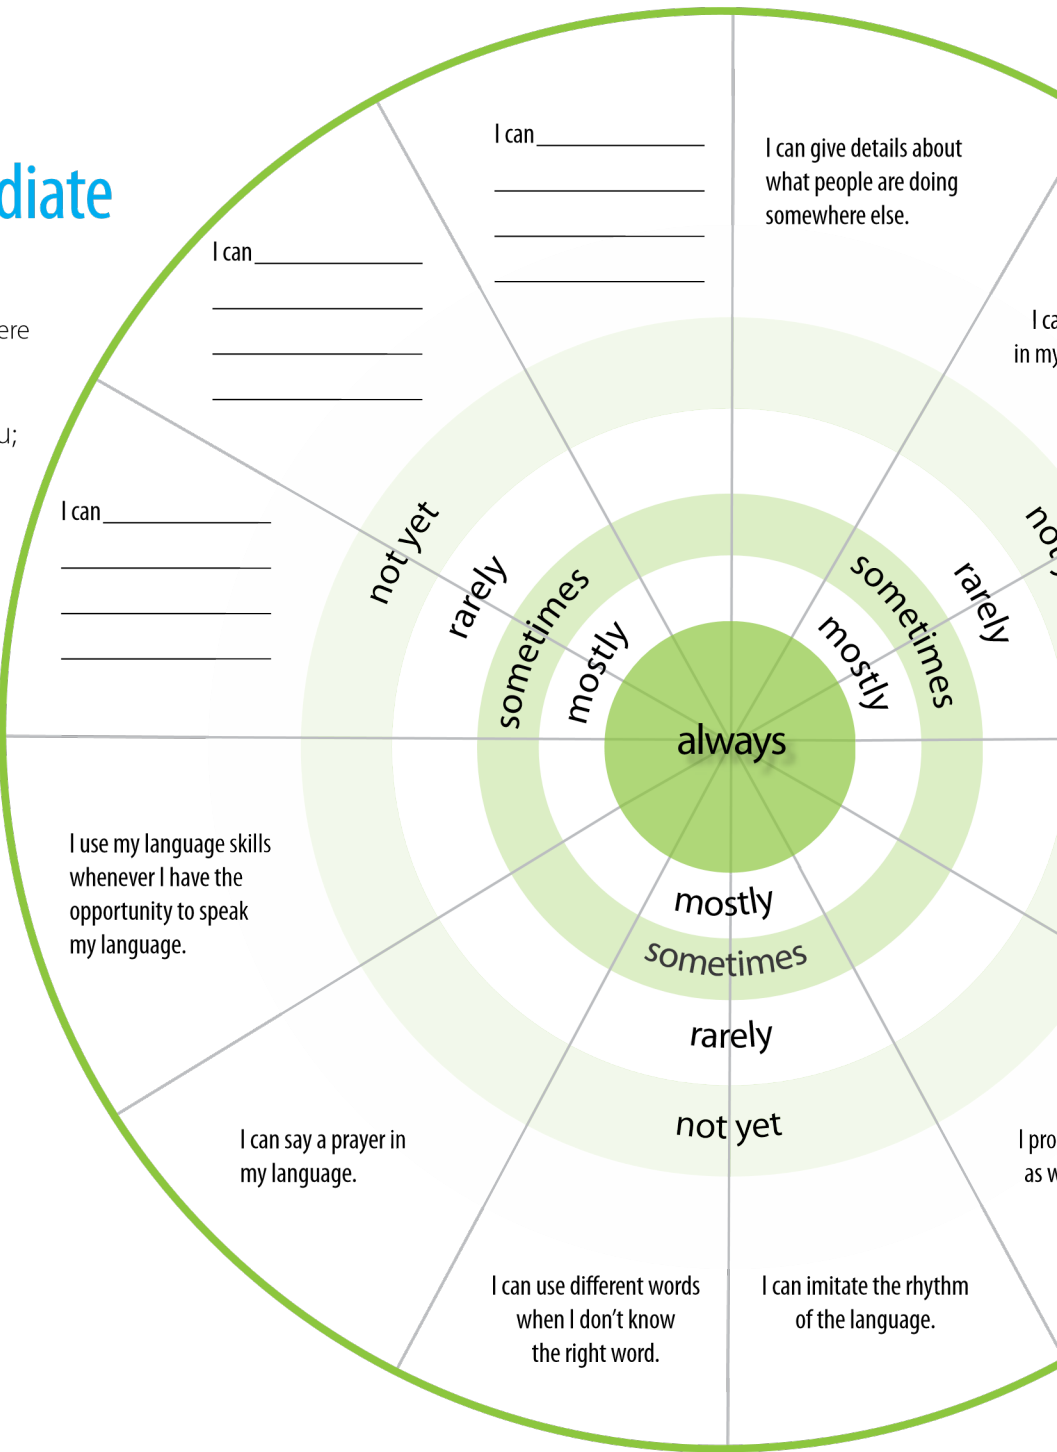 diate
ere
u;
I can
I can
I can
I can give details about
what people are doing
somewhere else.
I ca
in my
not yet
rarely
sometimes
mostly
mostly
sometimes
rarely
not y
always
mostly
sometimes
rarely
not yet
I use my language skills
whenever I have the
opportunity to speak
my language.
I can say a prayer in
my language.
I can use different words
when I don't know
the right word.
I can imitate the rhythm
of the language.
I pro
as w